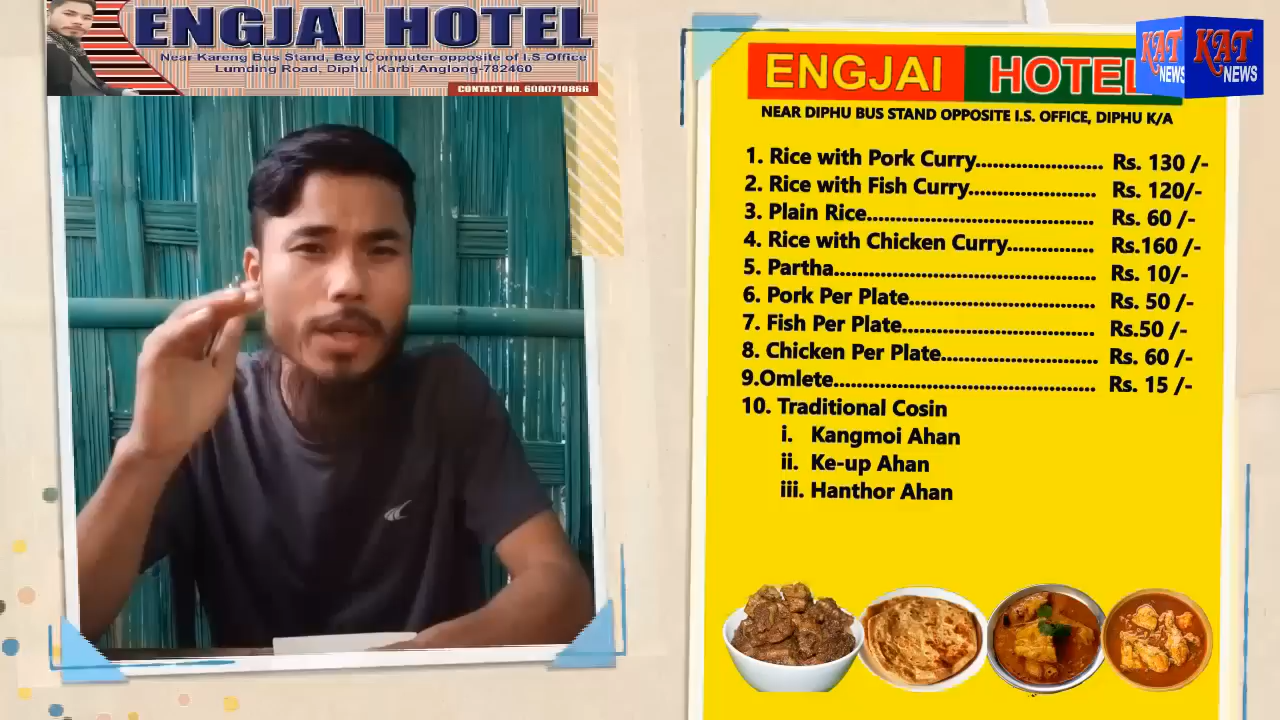 ENGJAI HOTEL
Near Kareng Bus Stand, Bey Computer opposite of I.S Office
Lumding Road, Diphu, Karbi Anglong-782460
CONTACT NO. 6000710866
KAT NEWS KAT NEWS
ENGJAI HOTEL
NEAR DIPHU BUS STAND OPPOSITE I.S. OFFICE, DIPHU K/A
1. Rice with Pork Curry....................... Rs. 130 /-
2. Rice with Fish Curry....................... Rs. 120/-
3. Plain Rice......................................... Rs. 60 /-
4. Rice with Chicken Curry............... Rs.160 /-
5. Partha............................................... Rs. 10/-
6. Pork Per Plate................................. Rs. 50 /-
7. Fish Per Plate................................... Rs.50 /-
8. Chicken Per Plate............................ Rs. 60 /-
9.Omlete............................................... Rs. 15 /-
10. Traditional Cosin
i. Kangmoi Ahan
ii. Ke-up Ahan
iii. Hanthor Ahan